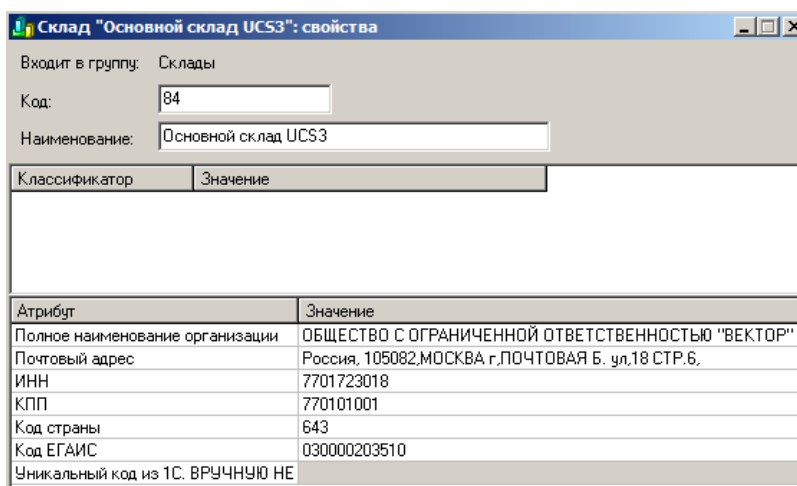 Склад "Основной склад UCS3": свойства
Входит в группу: Склады
Код: 84
Наименование: Основной склад UCS3
Классификатор Значение
Атрибут Значение
Полное наименование организации ОБЩЕСТВО С ОГРАНИЧЕННОЙ ОТВЕТСТВЕННОСТЬЮ "ВЕКТОР"
Почтовый адрес Россия, 105082,МОСКВА г,ПОЧТОВАЯ Б. ул,18 СТР.6,
ИНН 7701723018
КПП 770101001
Код страны 643
Код ЕГАИС 030000203510
Уникальный код из 1С. ВРУЧНУЮ НЕ